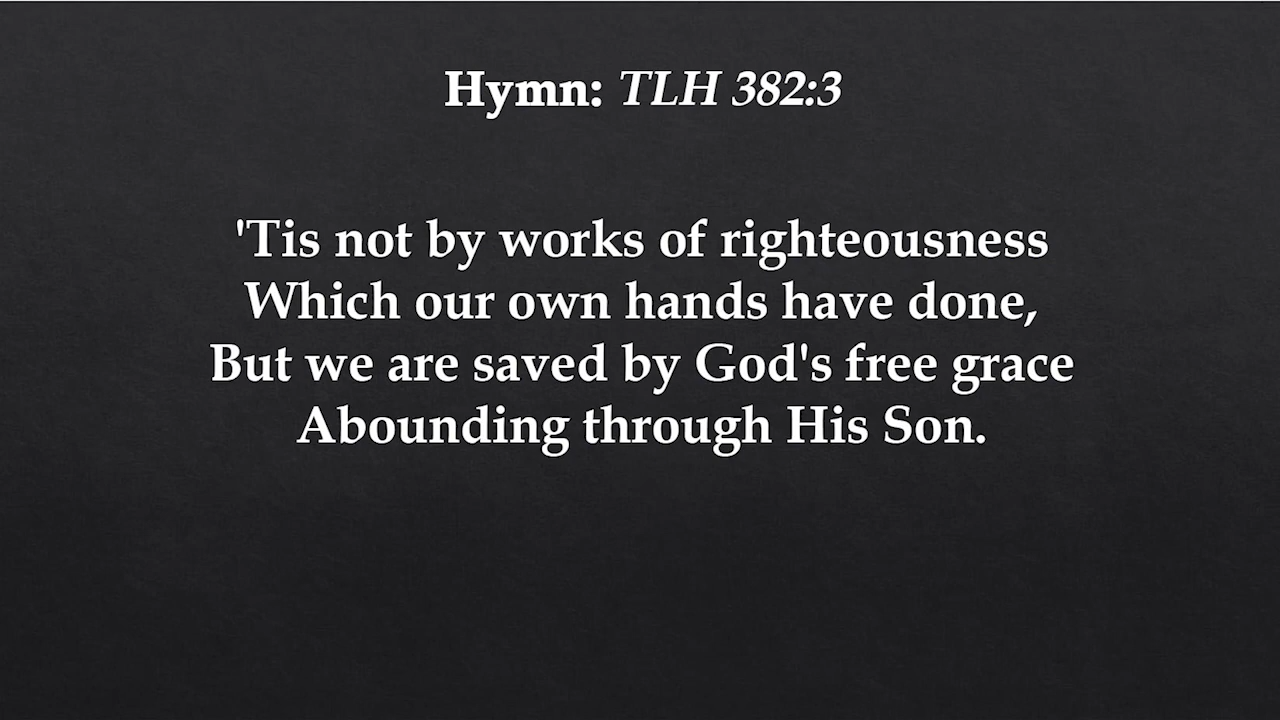 Hymn: TLH 382:3
'Tis not by works of righteousness
Which our own hands have done,
But we are saved by God's free grace
Abounding through His Son.